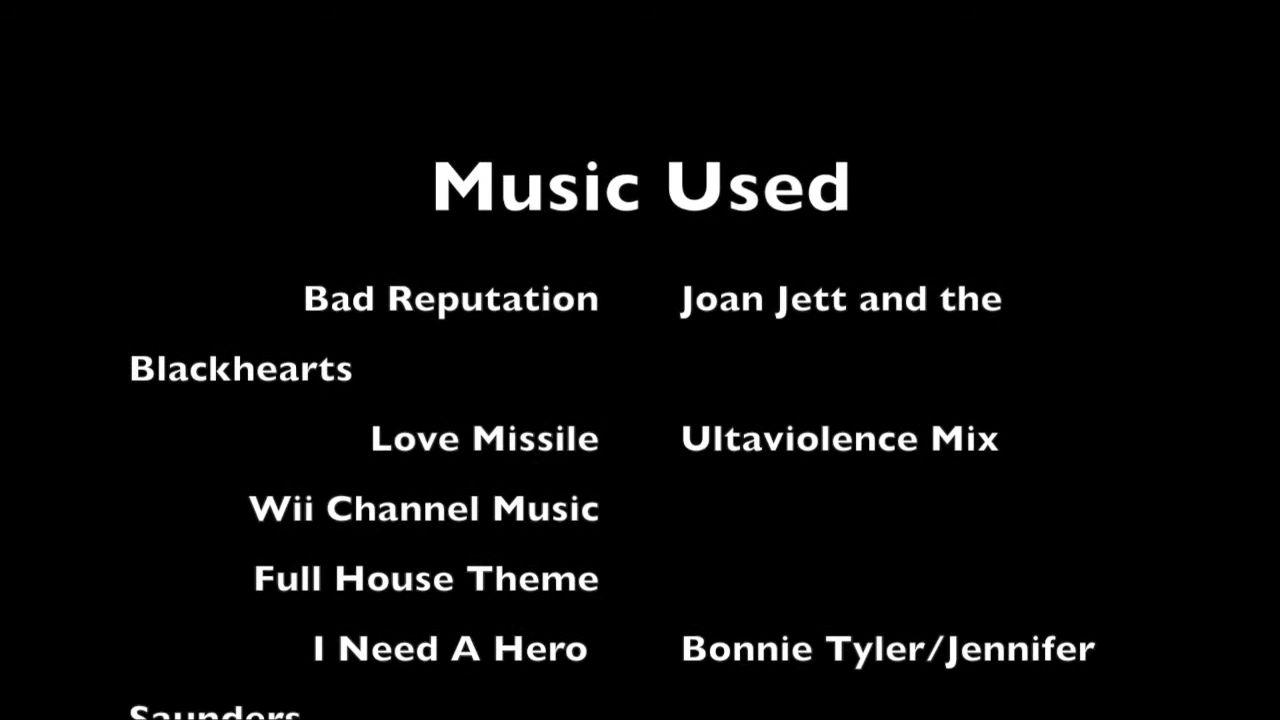 Music Used
Bad Reputation Joan Jett and the
Blackhearts
Love Missile Ultaviolence Mix
Wii Channel Music
Full House Theme
I Need A Hero Bonnie Tyler/Jennifer
Saunders